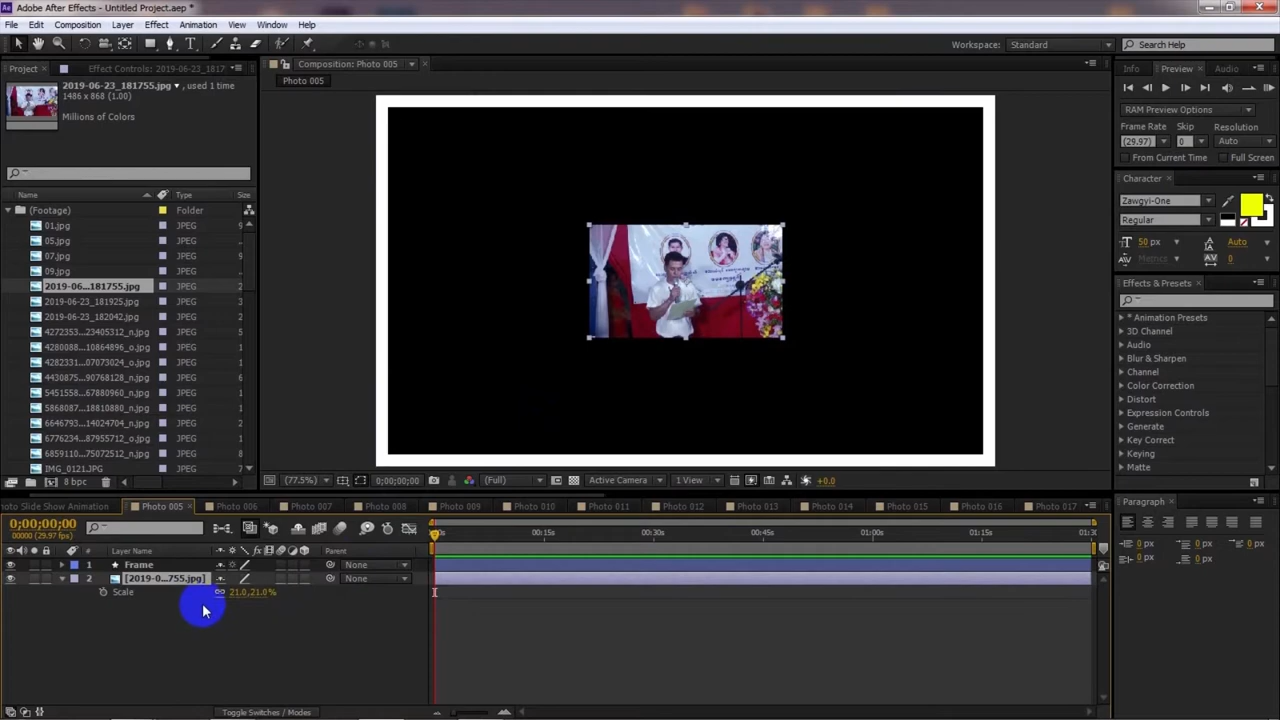 Adobe After Effects - Untitled Project.aep *
File Edit Composition Layer Effect Animation View Window Help
Workspace: Standard Search Help
Project Effect Controls: 2019-06-23_1817 Composition: Photo 005 Info Preview Audio
2019-06-23_181755.jpg, used 1 time
1486 x 868 (1.00)
Millions of Colors
Photo 005
RAM Preview Options
Frame Rate Skip Resolution
(29.97) 0 Auto
From Current Time Full Screen
Character
Zawgyi-One
Regular
50 px Auto
Metrics 0
Effects & Presets
* Animation Presets
3D Channel
Audio
Blur & Sharpen
Channel
Color Correction
Distort
Expression Controls
Generate
Key Correct
Keying
Matte
Name Type Size
(Footage) Folder
01.jpg JPEG 9
05.jpg JPEG
07.jpg JPEG
09.jpg JPEG
2019-06...181755.jpg JPEG 2
2019-06-23_181925.jpg JPEG
2019-06-23_182042.jpg JPEG 2
4272353...23405312_n.jpg JPEG
4280088...10864896_o.jpg JPEG
4282331...07073024_o.jpg JPEG
4430875...90768128_n.jpg JPEG
5451558...67880960_n.jpg JPEG
5868087...18810880_n.jpg JPEG
6646793...14024704_n.jpg JPEG
6776234...87955712_o.jpg JPEG
6859110...75072512_n.jpg JPEG
IMG_0121.JPG JPEG
8 bpc
(77.5%) 0;00;00;00 (Full) Active Camera 1 View +0.0
oto Slide Show Animation Photo 005 Photo 006 Photo 007 Photo 008 Photo 009 Photo 010 Photo 011 Photo 012 Photo 013 Photo 014 Photo 015 Photo 016 Photo 017
0;00;00;00
00:15s 00:30s 00:45s 01:00s 01:15s
# Layer Name Parent
1 Frame None
2 [2019-0...755.jpg] None
Scale 21.0,21.0%
Toggle Switches / Modes
Paragraph
0 px 0 px 0 px
0 px 0 px